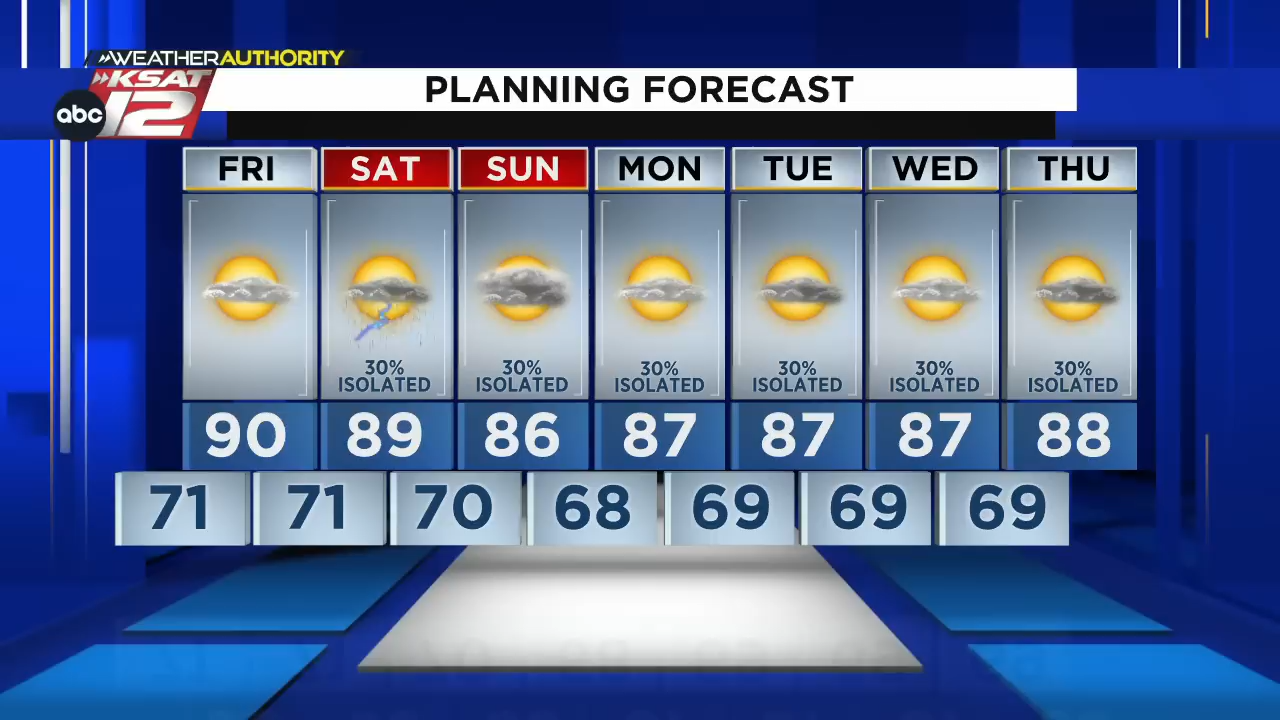 WEATHERAUTHORITY
KSAT
abc 12
PLANNING FORECAST
FRI SAT SUN MON TUE WED THU
30% 30% 30% 30% 30% 30%
ISOLATED ISOLATED ISOLATED ISOLATED ISOLATED ISOLATED
90 89 86 87 87 87 88
71 71 70 68 69 69 69